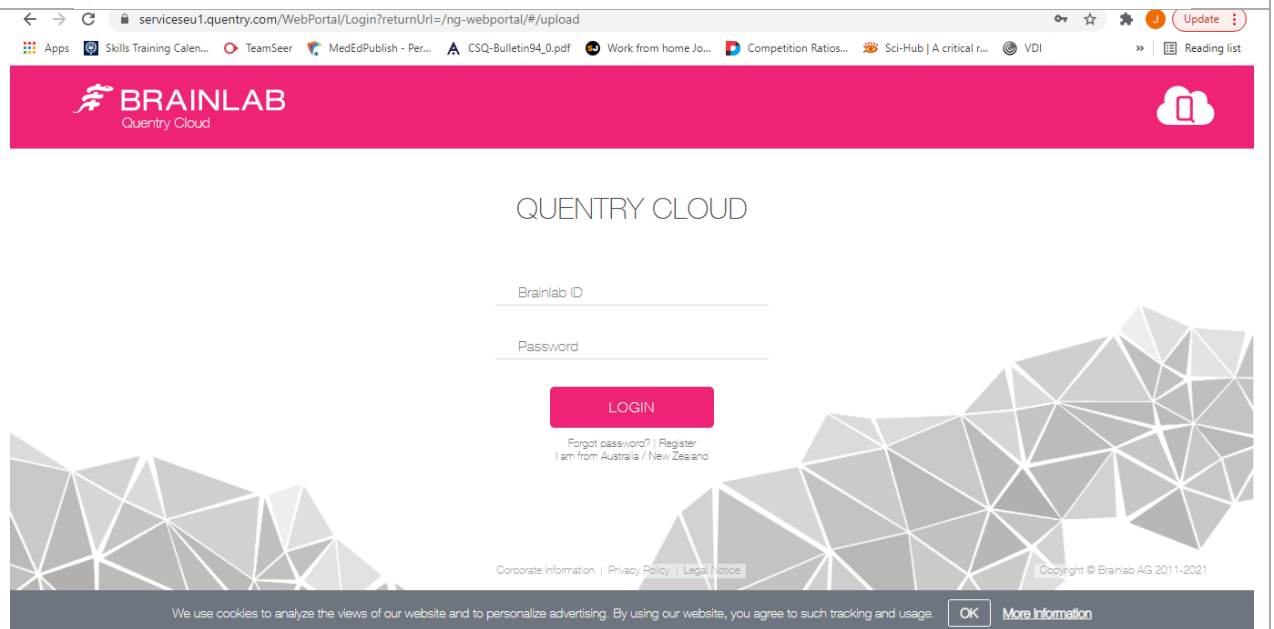 serviceseu1.quentry.com/WebPortal/Login?returnUrl=/ng-webportal/#/upload J Update
Apps Skills Training Calen... TeamSeer MedEdPublish - Per... CSQ-Bulletin94_0.pdf Work from home Jo... Competition Ratios... Sci-Hub | A critical r... VDI » Reading list
BRAINLAB
Quentry Cloud
Q
QUENTRY CLOUD
Brainlab ID
Password
LOGIN
Forgot password? | Register
I am from Australia / New Zealand
Corporate Information | Privacy Policy | Legal Notice Copyright © Brainlab AG 2011-2021
We use cookies to analyze the views of our website and to personalize advertising. By using our website, you agree to such tracking and usage. OK More Information